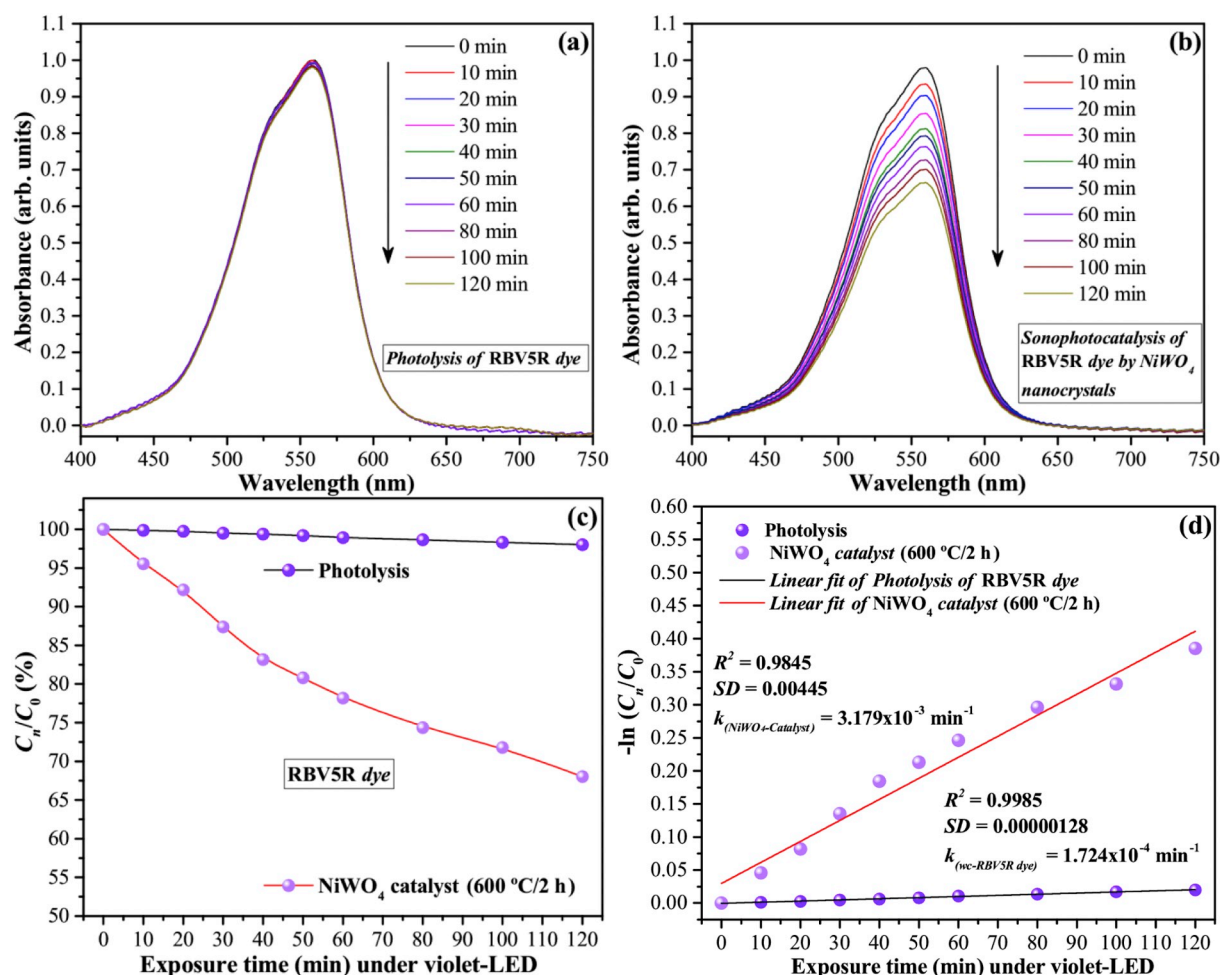 1.1
1.0
0.9
0.8
0.7
0.6
0.5
0.4
0.3
0.2
0.1
0.0
Absorbance (arb. units)
(a)
0 min
10 min
20 min
30 min
40 min
50 min
60 min
80 min
100 min
120 min
Photolysis of RBV5R dye
400 450 500 550 600 650 700 750
Wavelength (nm)
1.1
1.0
0.9
0.8
0.7
0.6
0.5
0.4
0.3
0.2
0.1
0.0
Absorbance (arb. units)
(b)
0 min
10 min
20 min
30 min
40 min
50 min
60 min
80 min
100 min
120 min
Sonophotocatalysis of
RBV5R dye by NiWO₄
nanocrystals
400 450 500 550 600 650 700 750
Wavelength (nm)
100
95
90
85
80
75
70
65
60
55
50
Cₙ/C₀ (%)
(c)
Photolysis
RBV5R dye
NiWO₄ catalyst (600 ºC/2 h)
0 10 20 30 40 50 60 70 80 90 100 110 120
Exposure time (min) under violet-LED
0.60
0.55
0.50
0.45
0.40
0.35
0.30
0.25
0.20
0.15
0.10
0.05
0.00
-ln (Cₙ/C₀)
(d)
Photolysis
NiWO₄ catalyst (600 ºC/2 h)
Linear fit of Photolysis of RBV5R dye
Linear fit of NiWO₄ catalyst (600 ºC/2 h)
R² = 0.9845
SD = 0.00445
k(NiWO₄-Catalyst) = 3.179x10⁻³ min⁻¹
R² = 0.9985
SD = 0.00000128
k(wc-RBV5R dye) = 1.724x10⁻⁴ min⁻¹
0 10 20 30 40 50 60 70 80 90 100 110 120
Exposure time (min) under violet-LED